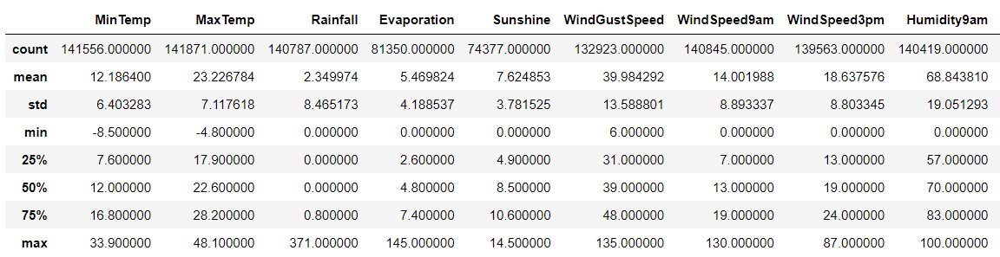 MinTemp MaxTemp Rainfall Evaporation Sunshine WindGustSpeed WindSpeed9am WindSpeed3pm Humidity9am
count 141556.000000 141871.000000 140787.000000 81350.000000 74377.000000 132923.000000 140845.000000 139563.000000 140419.000000
mean 12.186400 23.226784 2.349974 5.469824 7.624853 39.984292 14.001988 18.637576 68.843810
std 6.403283 7.117618 8.465173 4.188537 3.781525 13.588801 8.893337 8.803345 19.051293
min -8.500000 -4.800000 0.000000 0.000000 0.000000 6.000000 0.000000 0.000000 0.000000
25% 7.600000 17.900000 0.000000 2.600000 4.900000 31.000000 7.000000 13.000000 57.000000
50% 12.000000 22.600000 0.000000 4.800000 8.500000 39.000000 13.000000 19.000000 70.000000
75% 16.800000 28.200000 0.800000 7.400000 10.600000 48.000000 19.000000 24.000000 83.000000
max 33.900000 48.100000 371.000000 145.000000 14.500000 135.000000 130.000000 87.000000 100.000000